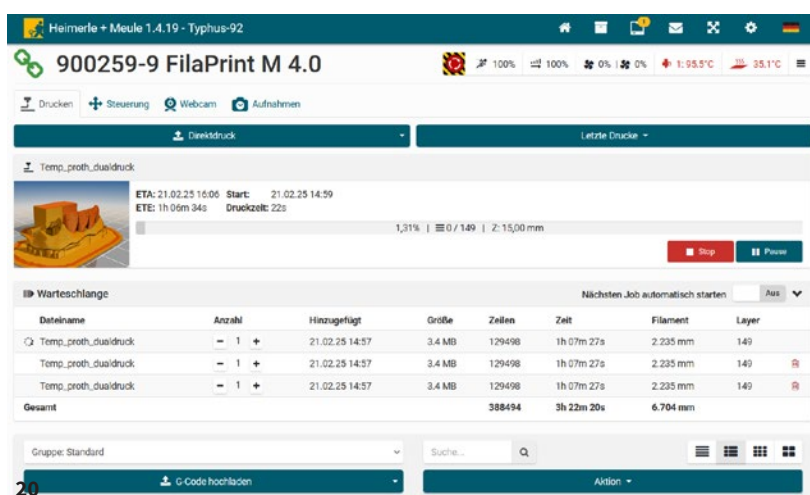 Heimerle + Meule 1.4.19 - Typhus-92
900259-9 FilaPrint M 4.0
100% 100% 0% | 0% 1: 95.5°C 35.1°C
Drucken Steuerung Webcam Aufnahmen
Direktdruck Letzte Drucke
Temp_proth_dualdruck
ETA: 21.02.25 16:06 Start: 21.02.25 14:59
ETE: 1h 06m 34s Druckzeit: 22s
1,31% | 0 / 149 | Z: 15,00 mm
Stop Pause
Warteschlange Nächsten Job automatisch starten Aus
Dateiname Anzahl Hinzugefügt Größe Zeilen Zeit Filament Layer
Temp_proth_dualdruck - 1 + 21.02.25 14:57 3.4 MB 129498 1h 07m 27s 2.235 mm 149
Temp_proth_dualdruck - 1 + 21.02.25 14:57 3.4 MB 129498 1h 07m 27s 2.235 mm 149
Temp_proth_dualdruck - 1 + 21.02.25 14:57 3.4 MB 129498 1h 07m 27s 2.235 mm 149
Gesamt 388494 3h 22m 20s 6.704 mm
Gruppe: Standard Suche...
G-Code hochladen Aktion
20